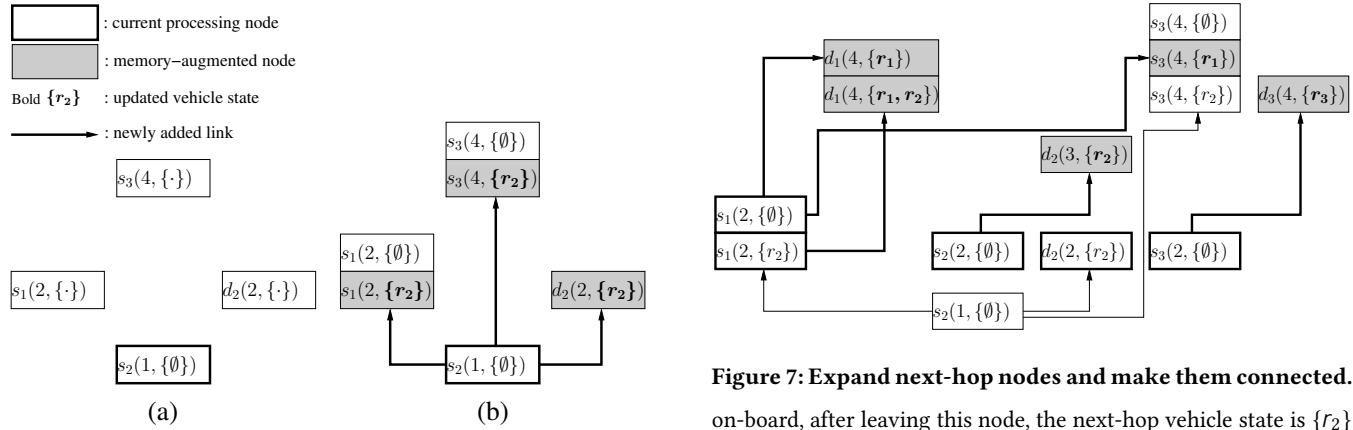 : current processing node
: memory−augmented node
Bold {r₂} : updated vehicle state
: newly added link
s₃(4, {·})
s₁(2, {·})
d₂(2, {·})
s₂(1, {∅})
(a)
s₃(4, {∅})
s₃(4, {r₂})
s₁(2, {∅})
s₁(2, {r₂})
d₂(2, {r₂})
s₂(1, {∅})
(b)
d₁(4, {r₁})
d₁(4, {r₁, r₂})
s₃(4, {∅})
s₃(4, {r₁})
s₃(4, {r₂})
d₃(4, {r₃})
d₂(3, {r₂})
s₁(2, {∅})
s₁(2, {r₂})
s₂(2, {∅})
d₂(2, {r₂})
s₃(2, {∅})
s₂(1, {∅})
Figure 7: Expand next-hop nodes and make them connected.
on-board, after leaving this node, the next-hop vehicle state is {r₂}